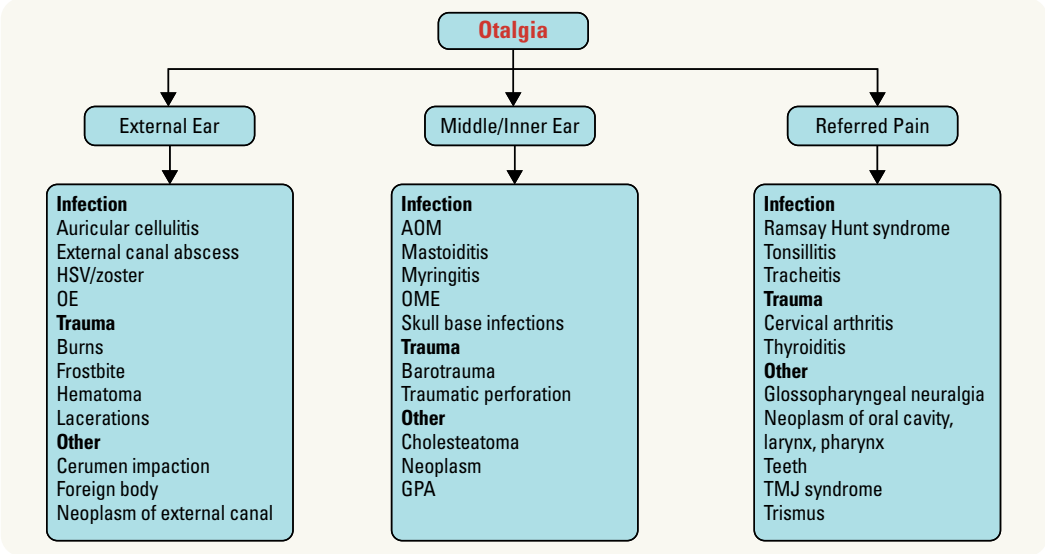 Otalgia
External Ear
Middle/Inner Ear
Referred Pain
Infection
Auricular cellulitis
External canal abscess
HSV/zoster
OE
Trauma
Burns
Frostbite
Hematoma
Lacerations
Other
Cerumen impaction
Foreign body
Neoplasm of external canal
Infection
AOM
Mastoiditis
Myringitis
OME
Skull base infections
Trauma
Barotrauma
Traumatic perforation
Other
Cholesteatoma
Neoplasm
GPA
Infection
Ramsay Hunt syndrome
Tonsillitis
Tracheitis
Trauma
Cervical arthritis
Thyroiditis
Other
Glossopharyngeal neuralgia
Neoplasm of oral cavity,
larynx, pharynx
Teeth
TMJ syndrome
Trismus